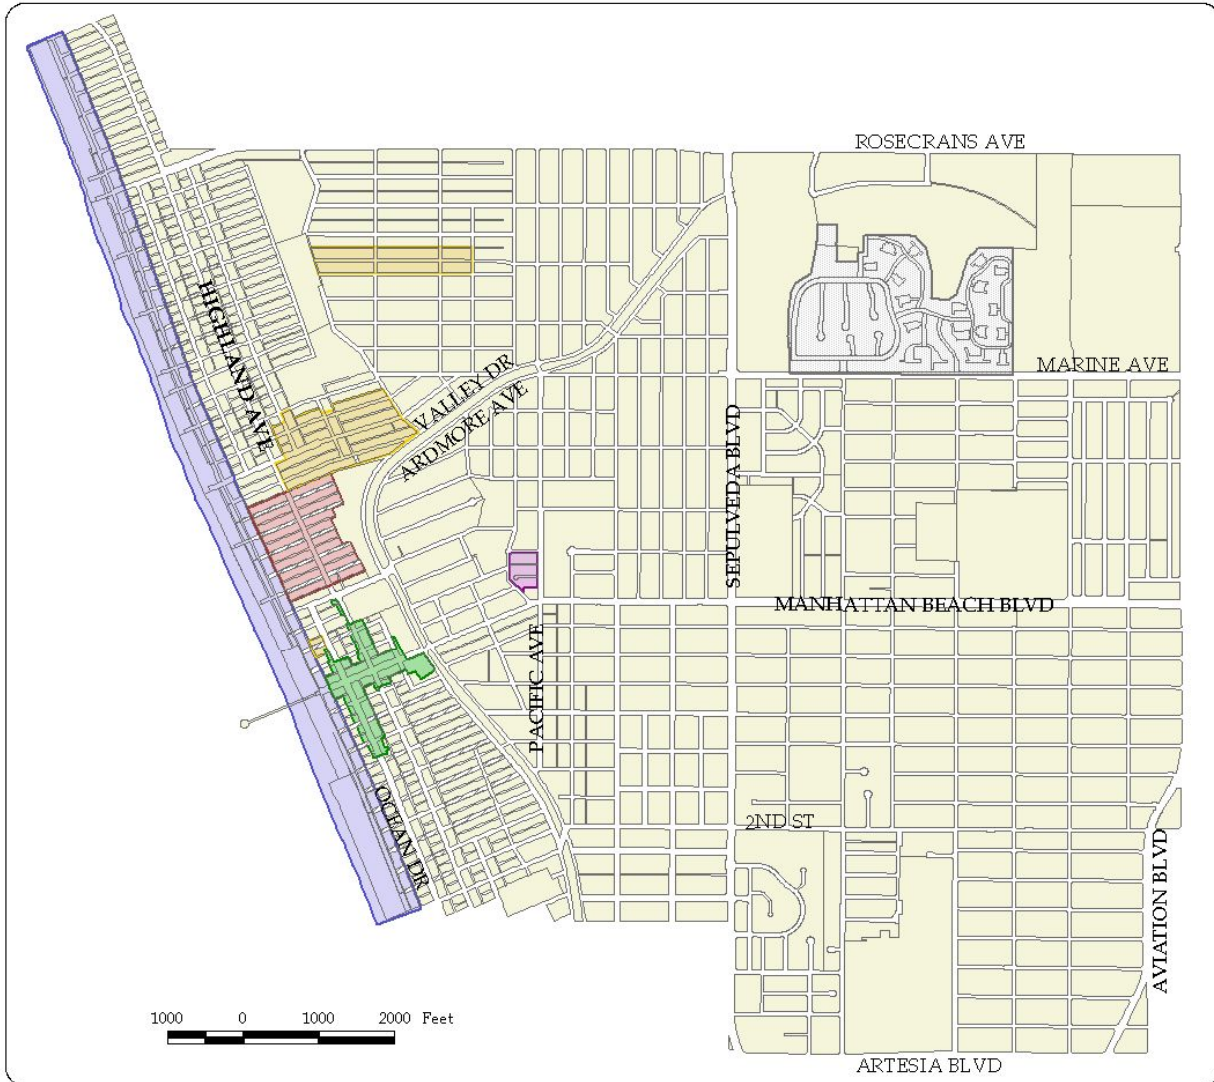 ROSECRANS AVE
HIGHLAND AVE
VALLEY DR
ARDMORE AVE
MARINE AVE
SEPULVEDA BLVD
MANHATTAN BEACH BLVD
PACIFIC AVE
OCEAN DR
2ND ST
AVIATION BLVD
1000 0 1000 2000 Feet
ARTESIA BLVD